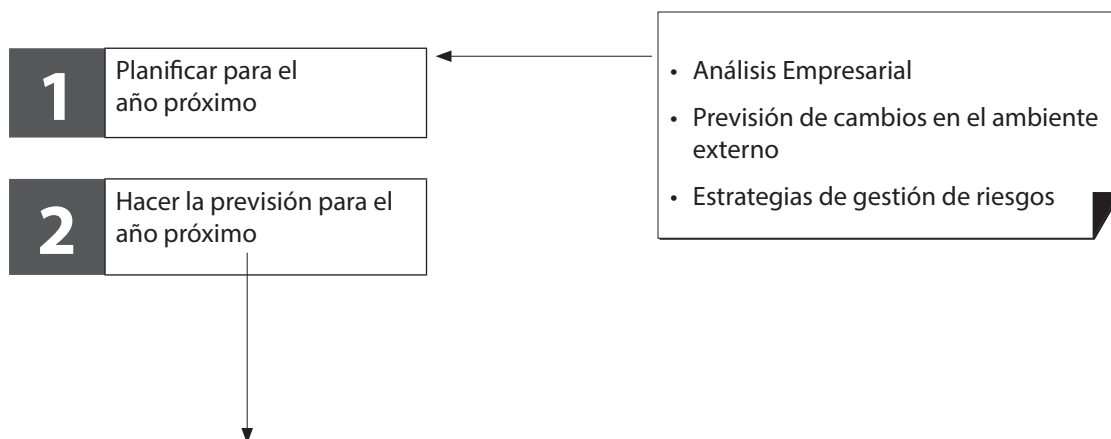 1
Planificar para el
año próximo
2
Hacer la previsión para el
año próximo
• Análisis Empresarial
• Previsión de cambios en el ambiente
externo
• Estrategias de gestión de riesgos